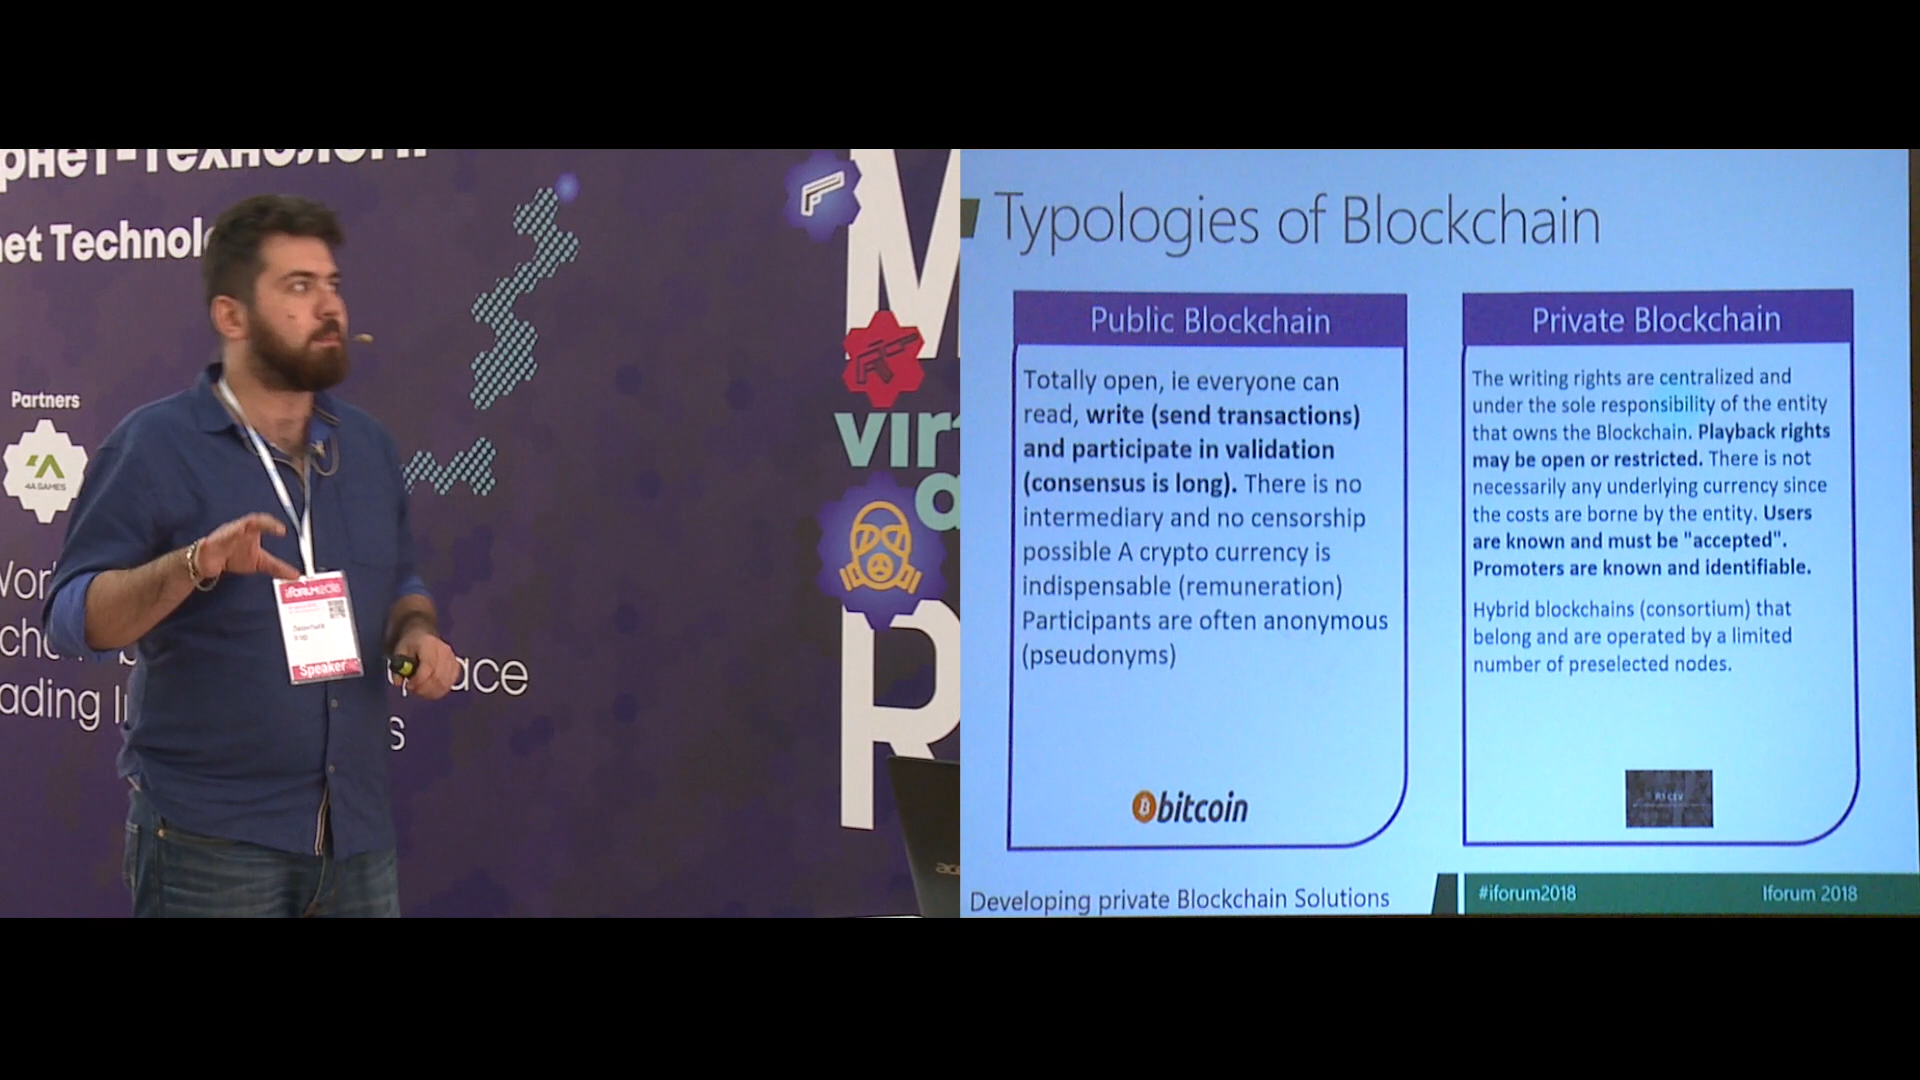 рнет-технології
net Technolo
Partners
4A GAMES
Wor
ading
ace
s
M
virt
a
R
acer
iFORUM2018
Speaker
Typologies of Blockchain
Public Blockchain
Totally open, ie everyone can
read, write (send transactions)
and participate in validation
(consensus is long). There is no
intermediary and no censorship
possible A crypto currency is
indispensable (remuneration)
Participants are often anonymous
(pseudonyms)
bitcoin
Private Blockchain
The writing rights are centralized and
under the sole responsibility of the entity
that owns the Blockchain. Playback rights
may be open or restricted. There is not
necessarily any underlying currency since
the costs are borne by the entity. Users
are known and must be "accepted".
Promoters are known and identifiable.
Hybrid blockchains (consortium) that
belong and are operated by a limited
number of preselected nodes.
R3 CEV
Developing private Blockchain Solutions
#iforum2018
Iforum 2018